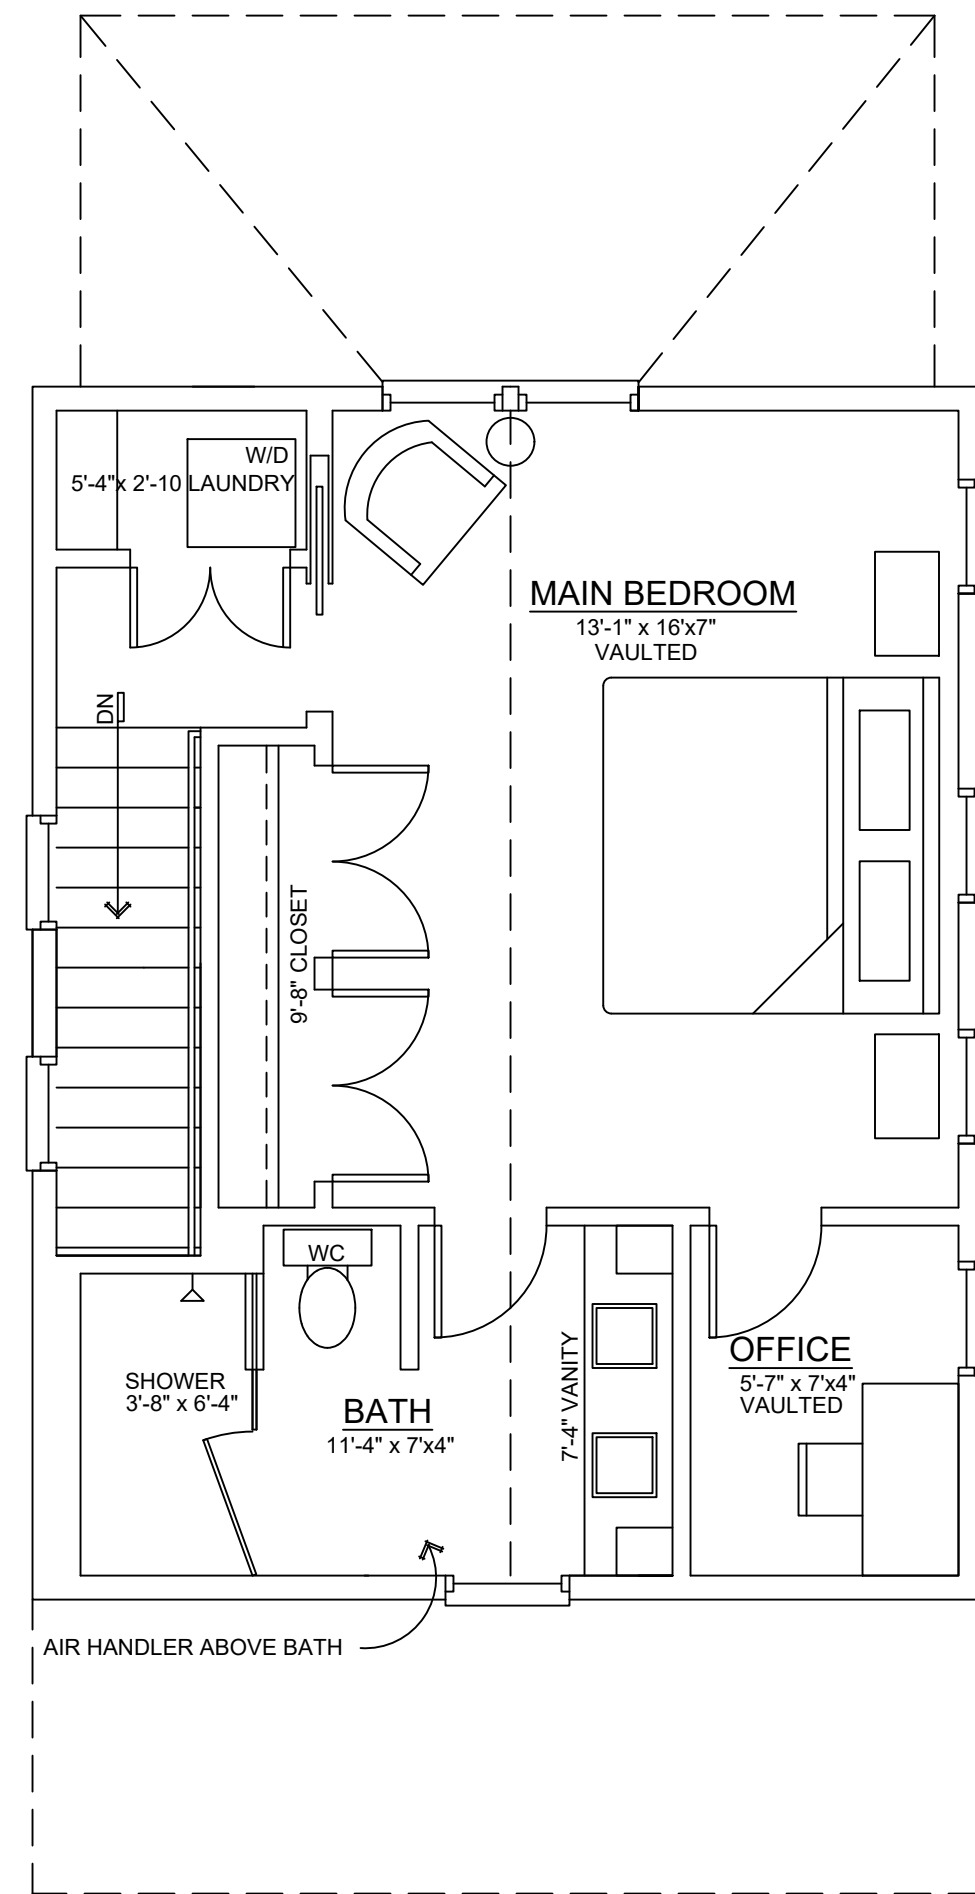 W/D
5'-4"x 2'-10 LAUNDRY
MAIN BEDROOM
13'-1" x 16'x7"
VAULTED
DN
9'-8" CLOSET
WC
SHOWER
3'-8" x 6'-4"
BATH
11'-4" x 7'x4"
7'-4" VANITY
OFFICE
5'-7" x 7'x4"
VAULTED
AIR HANDLER ABOVE BATH